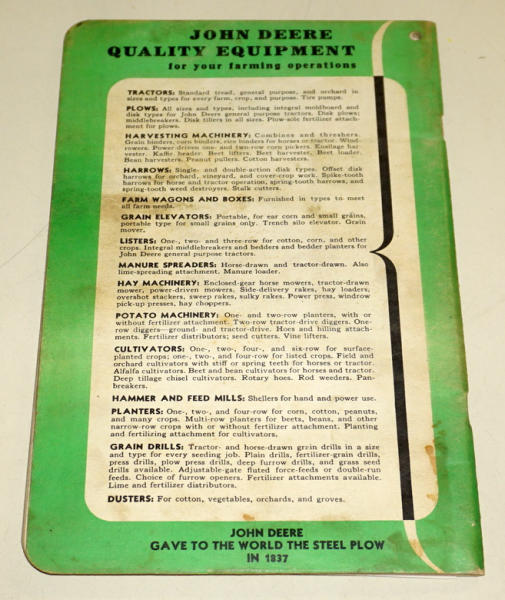 JOHN DEERE
QUALITY EQUIPMENT
for your farming operations
TRACTORS: Standard tread, general purpose, and orchard in
sizes and types for every farm, crop, and purpose. Tire pumps.
PLOWS: All sizes and types, including integral moldboard and
disk types for John Deere general purpose tractors. Disk plows;
middlebreakers. Disk tillers in all sizes. Plow-sole fertilizer attach-
ment for plows.
HARVESTING MACHINERY: Combines and threshers.
Grain binders, corn binders, rice binders for horses or tractor. Wind-
rowers. Power-driven one- and two-row corn pickers. Ensilage har-
vester. Kaffir header. Beet lifters. Beet harvester. Beet loader.
Bean harvesters. Peanut pullers. Cotton harvesters.
HARROWS: Single- and double-action disk types. Offset disk
harrows for orchard, vineyard, and cover-crop work. Spike-tooth
harrows for horse and tractor operation, spring-tooth harrows, and
spring-tooth weed destroyers. Stalk cutters.
FARM WAGONS AND BOXES: Furnished in types to meet
all farm needs.
GRAIN ELEVATORS: Portable, for ear corn and small grains,
portable type for small grains only. Trench silo elevator. Grain
mover.
LISTERS: One-, two- and three-row for cotton, corn, and other
crops. Integral middlebreakers and bedders and bedder planters for
John Deere general purpose tractors.
MANURE SPREADERS: Horse-drawn and tractor-drawn. Also
lime-spreading attachment. Manure loader.
HAY MACHINERY: Enclosed-gear horse mowers, tractor-drawn
mower, power-driven mowers. Side-delivery rakes, hay loaders,
overshot stackers, sweep rakes, sulky rakes. Power press, windrow
pick-up presses, hay choppers.
POTATO MACHINERY: One- and two-row planters, with or
without fertilizer attachment. Two-row tractor-drive diggers. One-
row diggers—ground- and tractor-drive. Hoes and hilling attach-
ments. Fertilizer distributors; seed cutters. Vine lifters.
CULTIVATORS: One-, two-, four-, and six-row for surface-
planted crops; one-, two-, and four-row for listed crops. Field and
orchard cultivators with stiff or spring teeth for horses or tractor.
Alfalfa cultivators. Beet and bean cultivators for horses and tractor.
Deep tillage chisel cultivators. Rotary hoes. Rod weeders. Pan-
breakers.
HAMMER AND FEED MILLS: Shellers for hand and power use.
PLANTERS: One-, two-, and four-row for corn, cotton, peanuts,
and many crops. Multi-row planters for beets, beans, and other
narrow-row crops with or without fertilizer attachment. Planting
and fertilizing attachment for cultivators.
GRAIN DRILLS: Tractor- and horse-drawn grain drills in a size
and type for every seeding job. Plain drills, fertilizer-grain drills,
press drills, plow press drills, deep furrow drills, and grass seed
drills available. Adjustable-gate fluted force-feeds or double-run
feeds. Choice of furrow openers. Fertilizer attachments available.
Lime and fertilizer distributors.
DUSTERS: For cotton, vegetables, orchards, and groves.
JOHN DEERE
GAVE TO THE WORLD THE STEEL PLOW
IN 1837